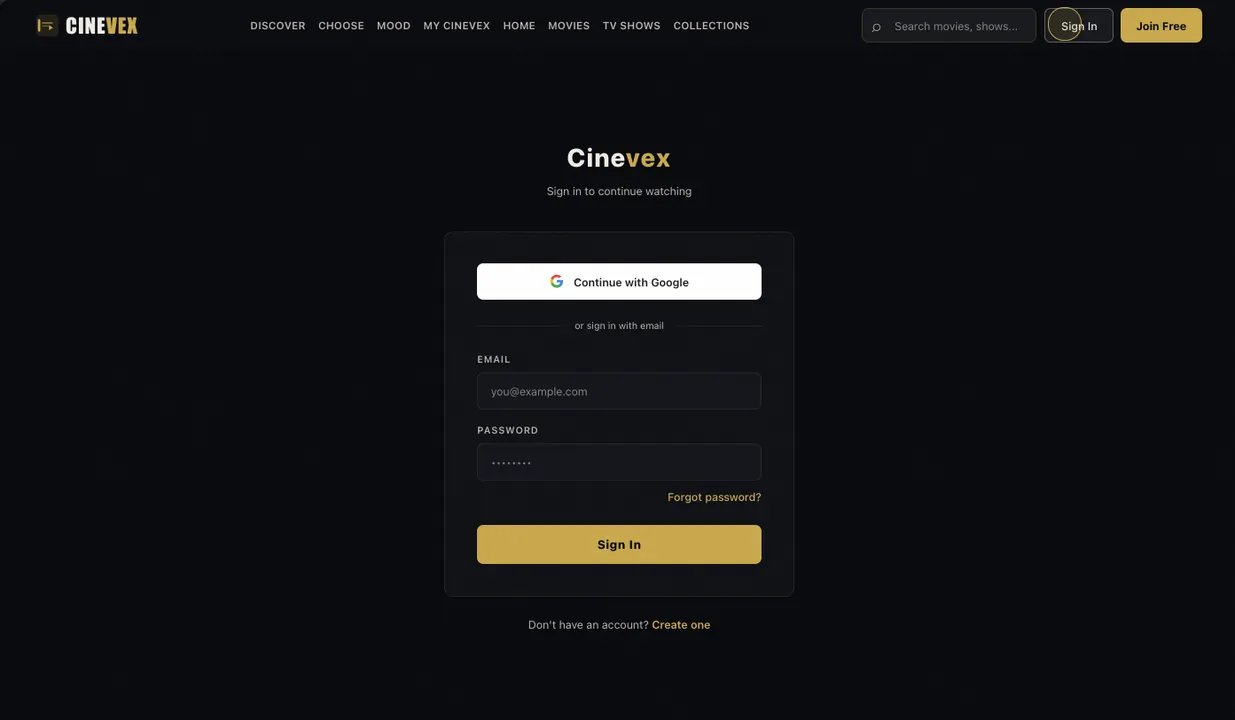 CINEVEX DISCOVER CHOOSE MOOD MY CINEVEX HOME MOVIES TV SHOWS COLLECTIONS Search movies, shows... Sign In Join Free
Cinevex
Sign in to continue watching
Continue with Google
or sign in with email
EMAIL
you@example.com
PASSWORD
••••••••
Forgot password?
Sign In
Don't have an account? Create one